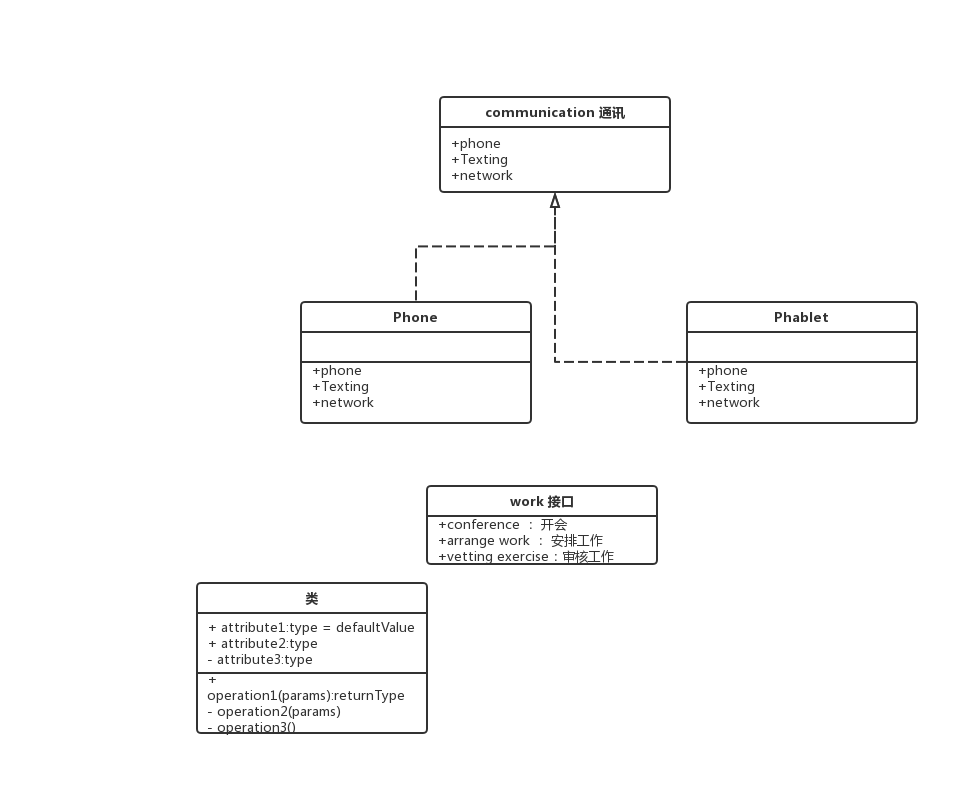 communication 通讯
+phone
+Texting
+network
Phone
+phone
+Texting
+network
Phablet
+phone
+Texting
+network
work 接口
+conference ： 开会
+arrange work ： 安排工作
+vetting exercise：审核工作
类
+ attribute1:type = defaultValue
+ attribute2:type
- attribute3:type
+
operation1(params):returnType
- operation2(params)
- operation3()